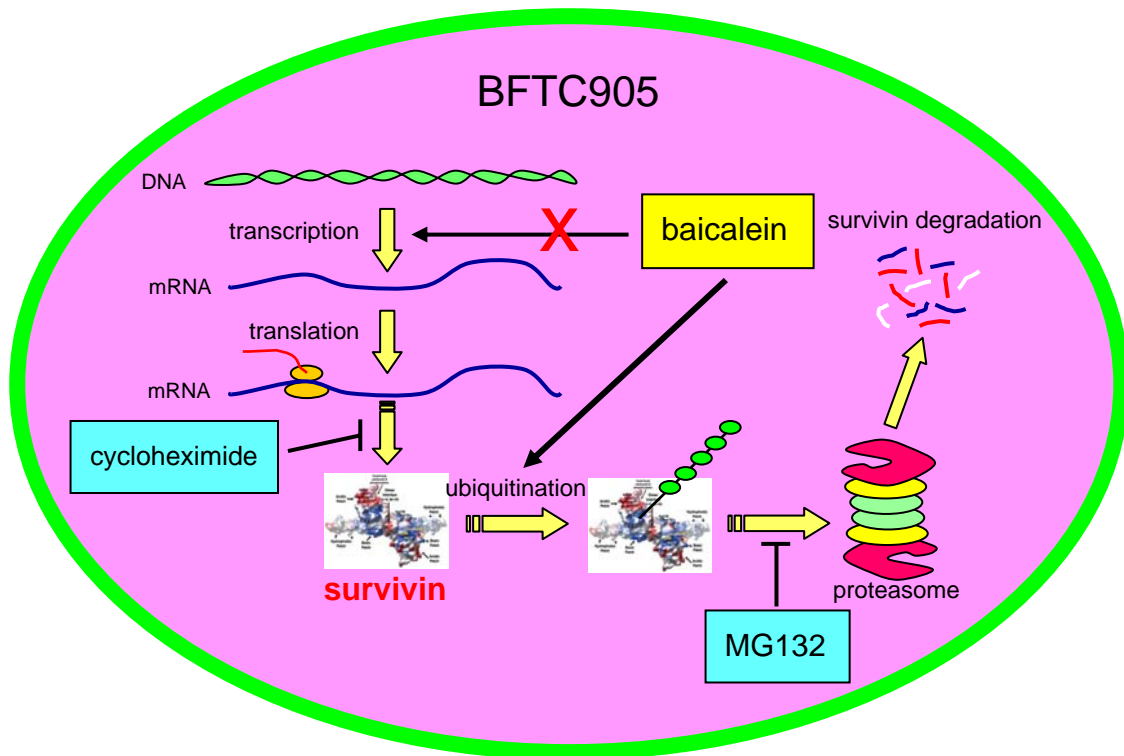 BFTC905
DNA
transcription
X
baicalein
survivin degradation
mRNA
translation
mRNA
cycloheximide
ubiquitination
survivin
proteasome
MG132